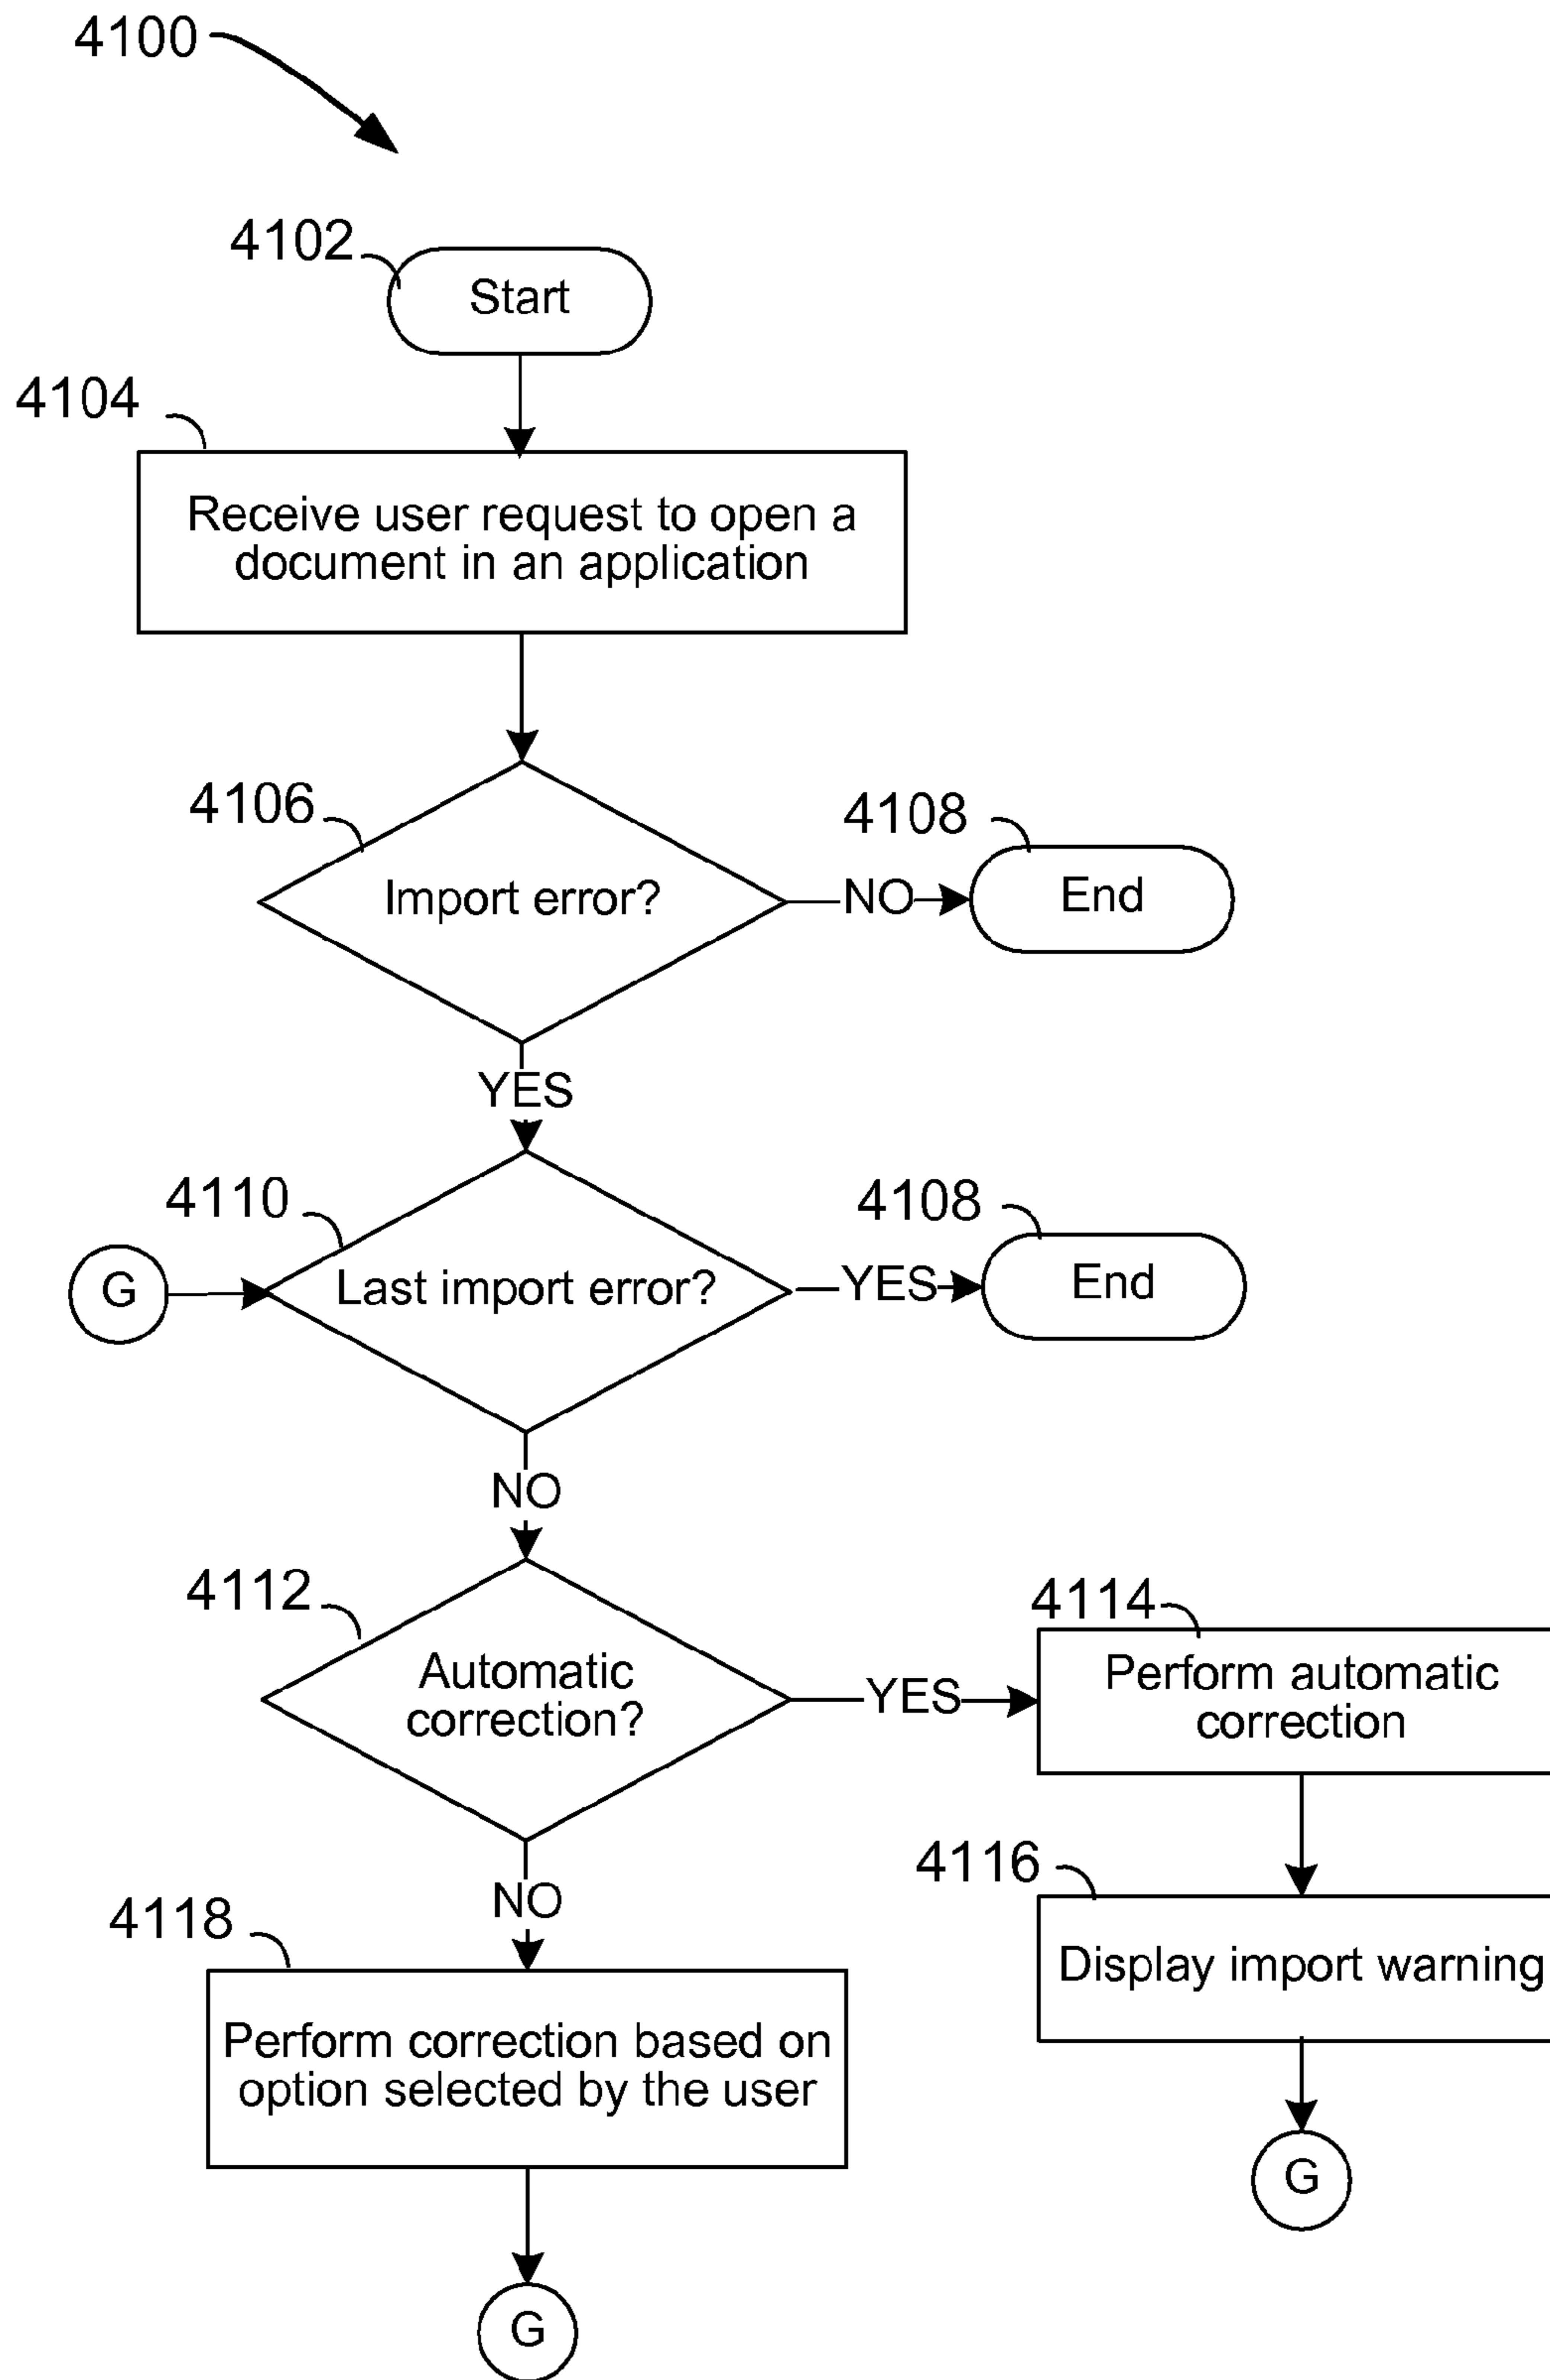 4100
4102
Start
4104
Receive user request to open a
document in an application
4106
Import error?
NO
4108
End
YES
4110
G
Last import error?
YES
4108
End
NO
4112
Automatic
correction?
YES
4114
Perform automatic
correction
4116
Display import warning
G
NO
4118
Perform correction based on
option selected by the user
G